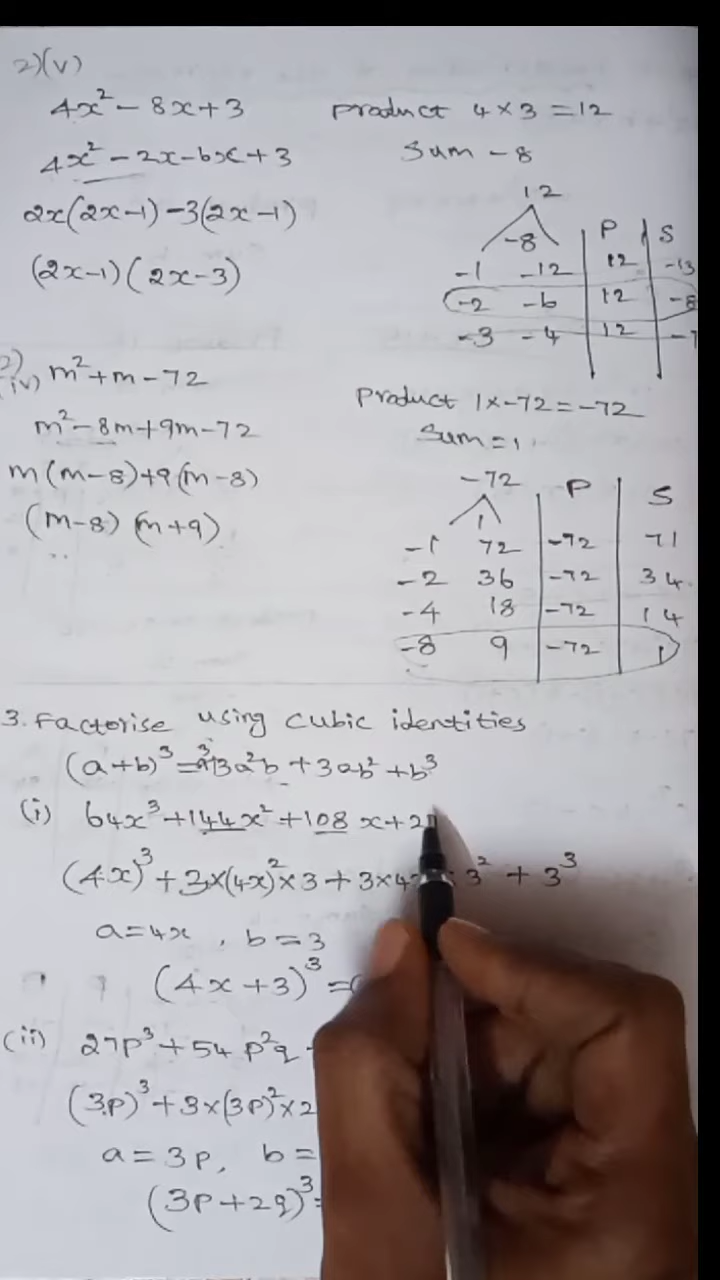 2)(v)
4x² - 8x + 3
4x² - 2x - 6x + 3
2x(2x-1) - 3(2x-1)
(2x-1)(2x-3)
product 4 × 3 = 12
Sum - 8
12
-8 P S
-1 -12 12 -13
-2 -6 12 -8
-3 -4 12 -7
2)
iv) m² + m - 72
m² - 8m + 9m - 72
m(m-8) + 9(m-8)
(m-8) (m+9)
Product 1 × -72 = -72
Sum = 1
-72 P S
1
-1 72 -72 71
-2 36 -72 34
-4 18 -72 14
-8 9 -72 1
3. Factorise using cubic identities
(a+b)³ = a³+3a²b + 3ab² + b³
(i) 64x³ + 144x² + 108x + 2
(4x)³ + 3×(4x)² × 3 + 3×4 3² + 3³
a = 4x , b = 3
(4x + 3)³ =
(ii) 27p³ + 54p²q
(3p)³ + 3×(3p)² × 2
a = 3p, b =
(3p + 2q)³ =